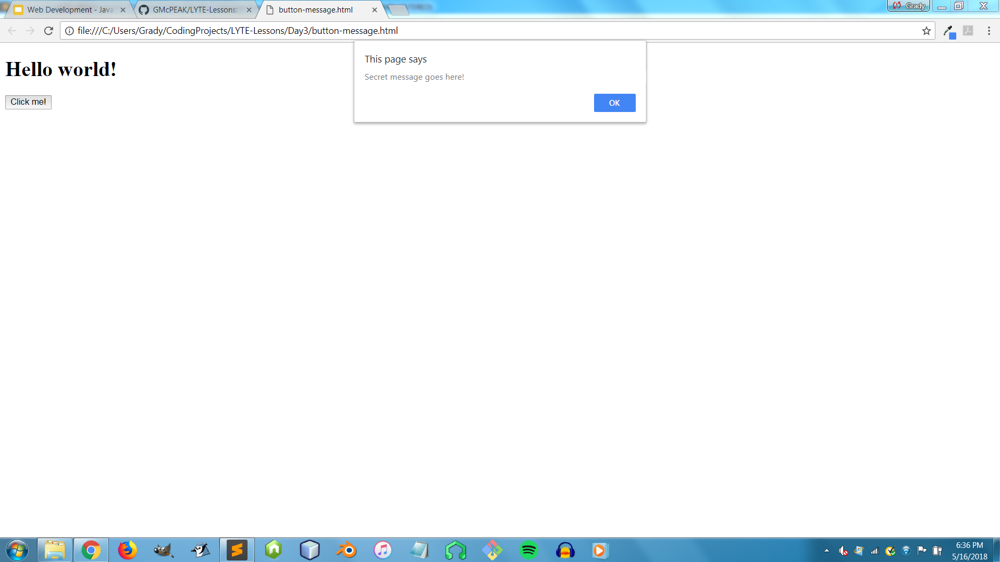 Web Development - Java
GMcPEAK/LYTE-Lessons:
button-message.html
Grady
file:///C:/Users/Grady/CodingProjects/LYTE-Lessons/Day3/button-message.html
This page says
Secret message goes here!
OK
Hello world!
Click me!
6:36 PM
5/16/2018